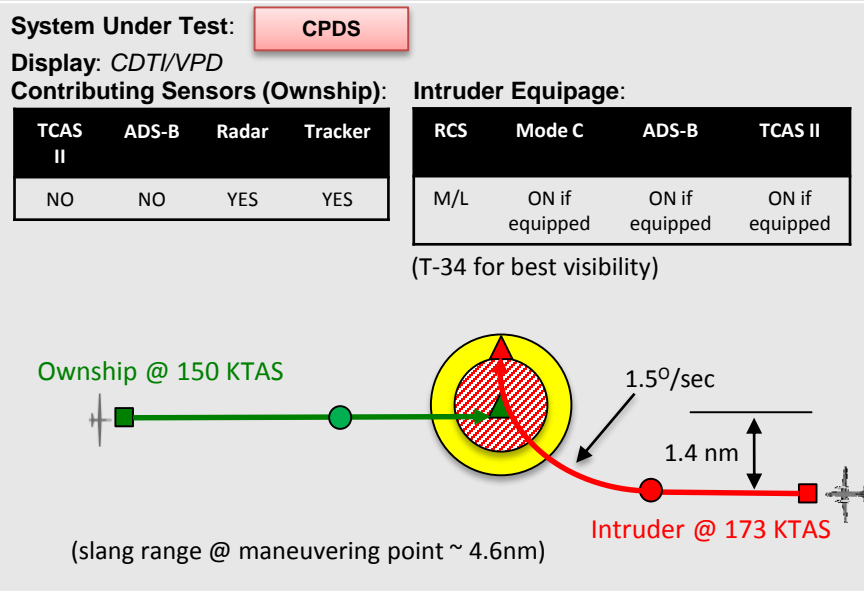 System Under Test: CPDS
Display: CDTI/VPD
Contributing Sensors (Ownship): Intruder Equipage:
TCAS II ADS-B Radar Tracker
NO NO YES YES
RCS Mode C ADS-B TCAS II
M/L ON if equipped ON if equipped ON if equipped
(T-34 for best visibility)
Ownship @ 150 KTAS
1.5⁰/sec
1.4 nm
Intruder @ 173 KTAS
(slang range @ maneuvering point ~ 4.6nm)